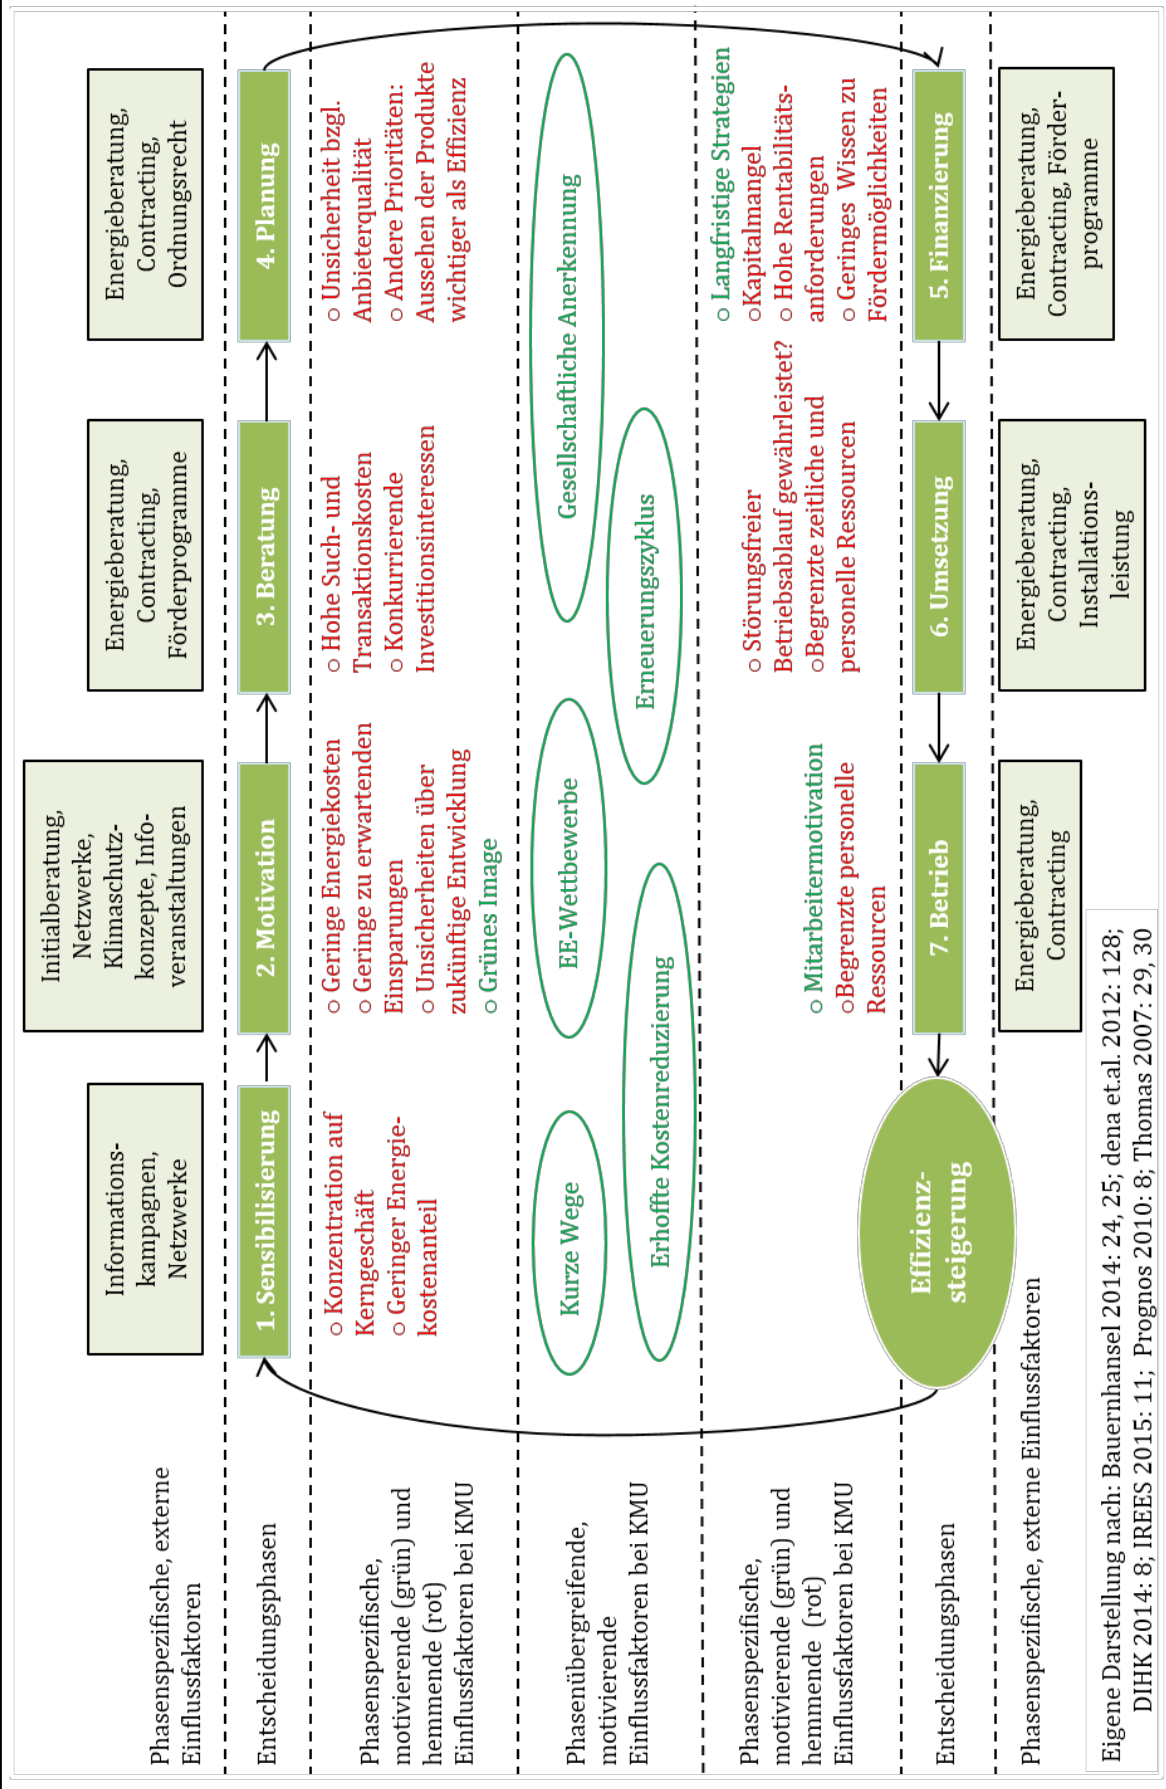 Phasenspezifische, externe
Einflussfaktoren
Informations-
kampagnen,
Netzwerke
Initialberatung,
Netzwerke,
Klimaschutz-
konzepte, Info-
veranstaltungen
Energieberatung,
Contracting,
Förderprogramme
Energieberatung,
Contracting,
Ordnungsrecht
Entscheidungsphasen
1. Sensibilisierung
2. Motivation
3. Beratung
4. Planung
Phasenspezifische,
motivierende (grün) und
hemmende (rot)
Einflussfaktoren bei KMU
○ Konzentration auf
Kerngeschäft
○ Geringer Energie-
kostenanteil
○ Geringe Energiekosten
○ Geringe zu erwartenden
Einsparungen
○ Unsicherheiten über
zukünftige Entwicklung
○ Grünes Image
○ Hohe Such- und
Transaktionskosten
○ Konkurrierende
Investitionsinteressen
○ Unsicherheit bzgl.
Anbieterqualität
○ Andere Prioritäten:
Aussehen der Produkte
wichtiger als Effizienz
Phasenübergreifende,
motivierende
Einflussfaktoren bei KMU
Kurze Wege
EE-Wettbewerbe
Gesellschaftliche Anerkennung
Erhoffte Kostenreduzierung
Erneuerungszyklus
Phasenspezifische,
motivierende (grün) und
hemmende (rot)
Einflussfaktoren bei KMU
○ Mitarbeitermotivation
○Begrenzte personelle
Ressourcen
○ Störungsfreier
Betriebsablauf gewährleistet?
○Begrenzte zeitliche und
personelle Ressourcen
○ Langfristige Strategien
○Kapitalmangel
○ Hohe Rentabilitäts-
anforderungen
○ Geringes Wissen zu
Fördermöglichkeiten
Entscheidungsphasen
Effizienz-
steigerung
7. Betrieb
6. Umsetzung
5. Finanzierung
Phasenspezifische, externe Einflussfaktoren
Energieberatung,
Contracting
Energieberatung,
Contracting,
Installations-
leistung
Energieberatung,
Contracting, Förder-
programme
Eigene Darstellung nach: Bauernhansel 2014: 24, 25; dena et.al. 2012: 128;
DIHK 2014: 8; IREES 2015: 11; Prognos 2010: 8; Thomas 2007: 29, 30